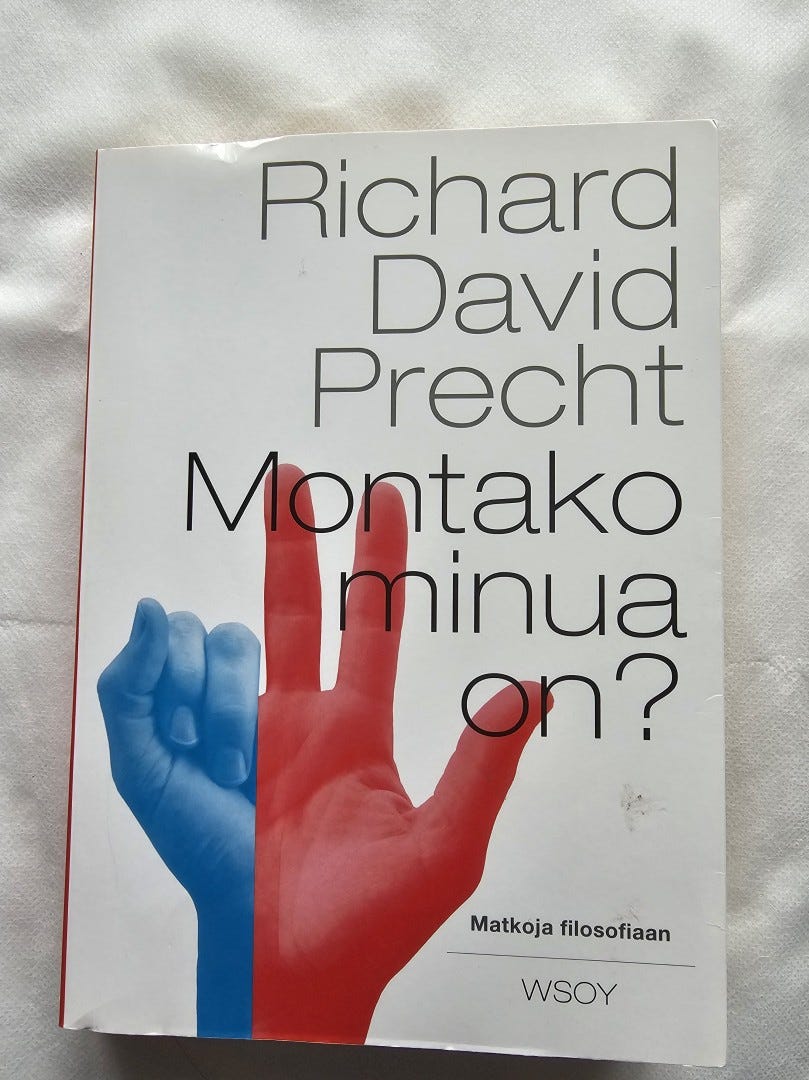 Richard
David
Precht
Montako
minua
on?
Matkoja filosofiaan
WSOY